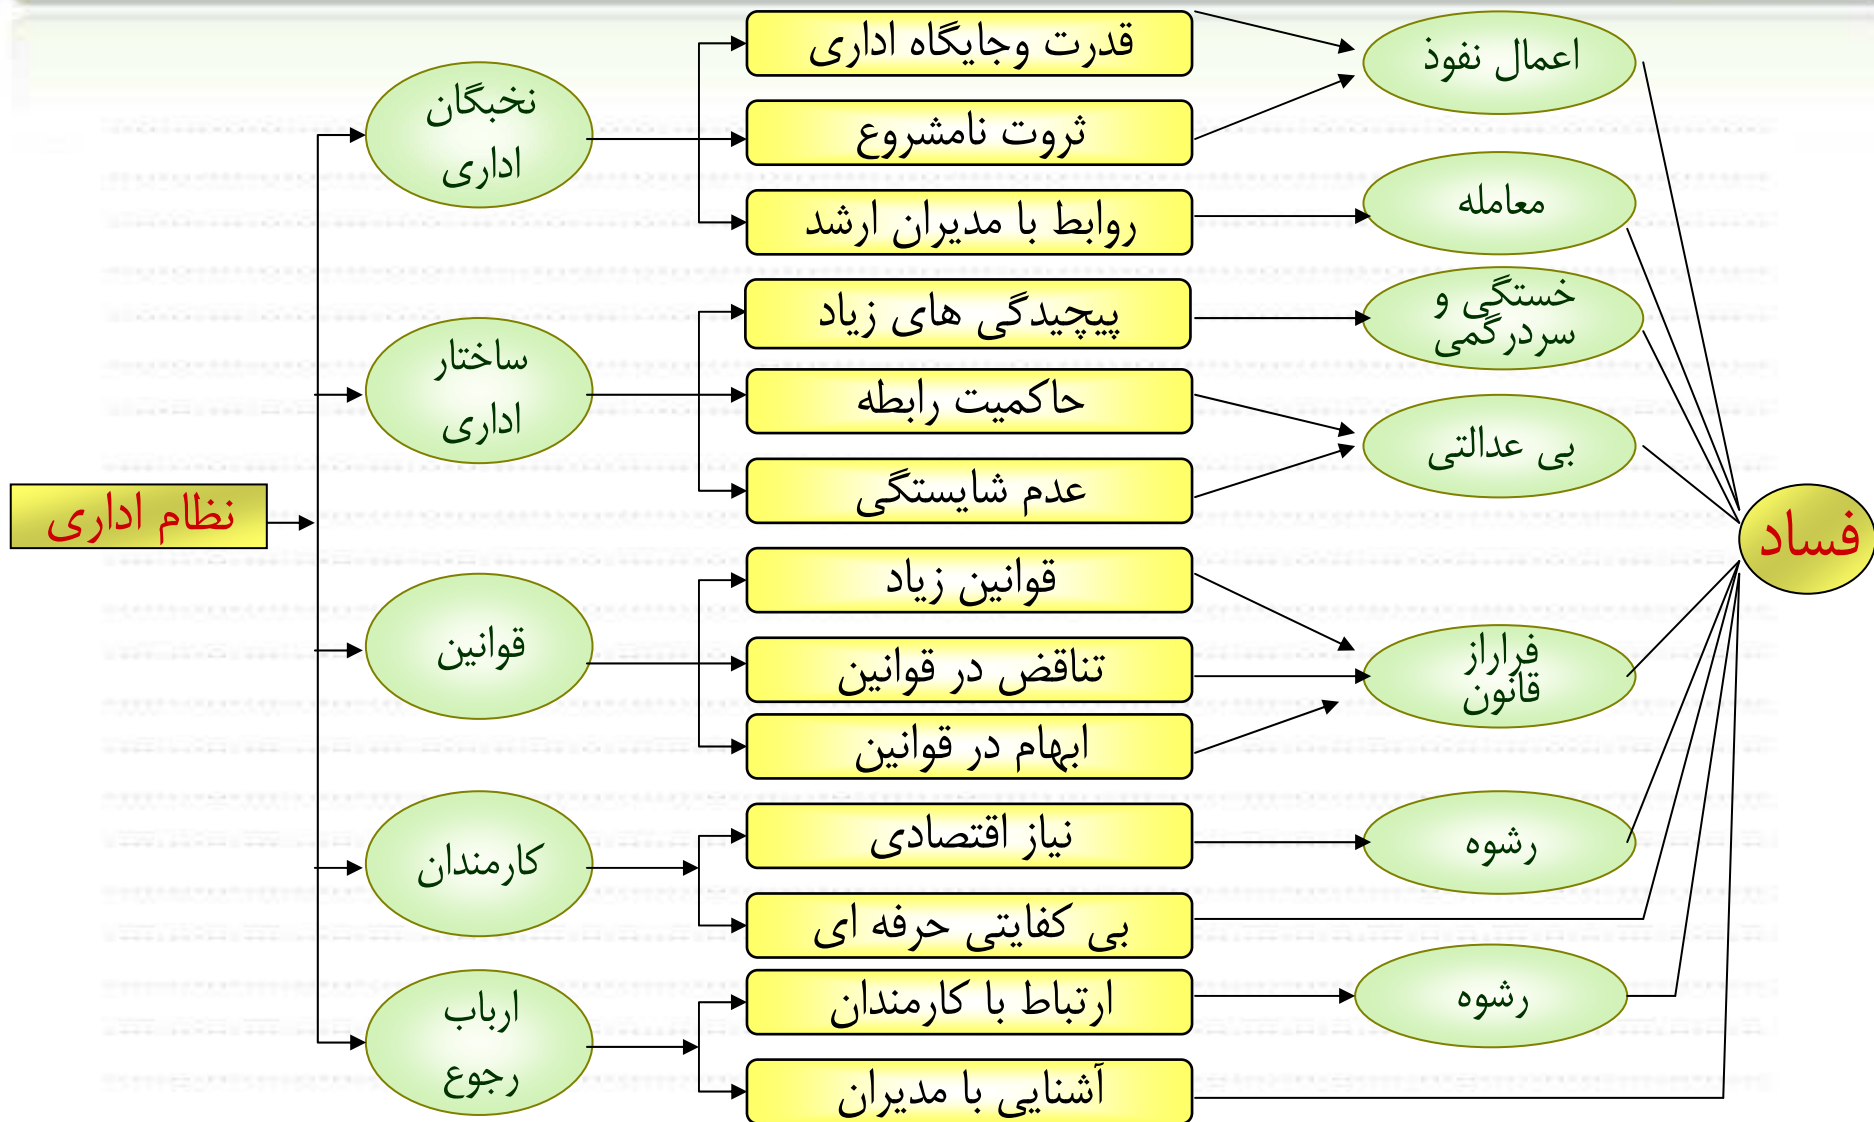 نظام اداری
نخبگان
اداری
ساختار
اداری
قوانین
کارمندان
ارباب
رجوع
قدرت وجایگاه اداری
ثروت نامشروع
روابط با مدیران ارشد
پیچیدگی های زیاد
حاکمیت رابطه
عدم شایستگی
قوانین زیاد
تناقض در قوانین
ابهام در قوانین
نیاز اقتصادی
بی کفایتی حرفه ای
ارتباط با کارمندان
آشنایی با مدیران
اعمال نفوذ
معامله
خستگی و
سردرگمی
بی عدالتی
فراراز
قانون
رشوه
رشوه
فساد